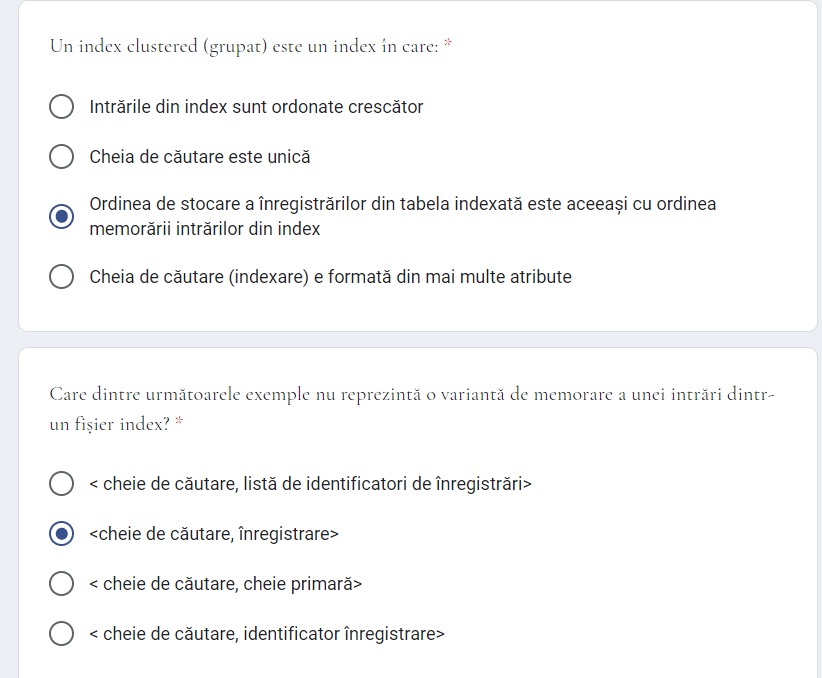 Un index clustered (grupat) este un index în care: *
Intrările din index sunt ordonate crescător
Cheia de căutare este unică
Ordinea de stocare a înregistrărilor din tabela indexată este aceeași cu ordinea
memorării intrărilor din index
Cheia de căutare (indexare) e formată din mai multe atribute
Care dintre următoarele exemple nu reprezintă o variantă de memorare a unei intrări dintr-
un fișier index? *
< cheie de căutare, listă de identificatori de înregistrări>
<cheie de căutare, înregistrare>
< cheie de căutare, cheie primară>
< cheie de căutare, identificator înregistrare>